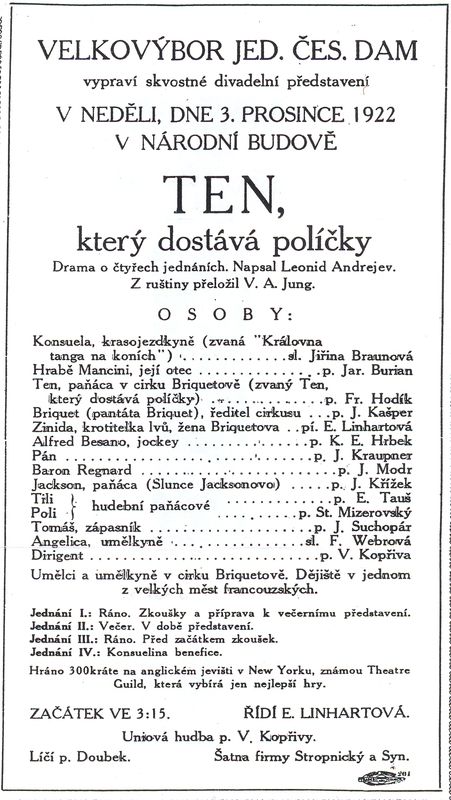 VELKOVÝBOR JED. ČES. DAM
vypraví skvostné divadelní představení
V NEDĚLI, DNE 3. PROSINCE 1922
V NÁRODNÍ BUDOVĚ
TEN,
který dostává políčky
Drama o čtyřech jednáních. Napsal Leonid Andrejev.
Z ruštiny přeložil V. A. Jung.
OSOBY:
Konsuela, krasojezdkyně (zvaná "Královna
tanga na koních") . . . . . . . . . . . . sl. Jiřina Braunová
Hrabě Mancini, její otec . . . . . . . . . . . . . p. Jar. Burian
Ten, paňáca v cirku Briquetově (zvaný Ten,
který dostává políčky) . . . . . . . . . . . p. Fr. Hodík
Briquet (pantáta Briquet), ředitel cirkusu . . . p. J. Kašper
Zinida, krotitelka lvů, žena Briquetova . . pí. E. Linhartová
Alfred Besano, jockey . . . . . . . . . . . . p. K. E. Hrbek
Pán . . . . . . . . . . . . . . . . . . . . . p. J. Kraupner
Baron Regnard . . . . . . . . . . . . . . . . . . p. J. Modr
Jackson, paňáca (Slunce Jacksonovo) . . . . . p. J. Křížek
Tili } hudební paňácové . . . . . . . . . . p. E. Tauš
Poli } . . . . . . . p. St. Mizerovský
Tomáš, zápasník . . . . . . . . . . . . . . . p. J. Suchopár
Angelica, umělkyně . . . . . . . . . . . . . sl. F. Webrová
Dirigent . . . . . . . . . . . . . . . . . . . . p. V. Kopřiva
Umělci a umělkyně v cirku Briquetově. Dějiště v jednom
z velkých měst francouzských.
Jednání I.: Ráno. Zkoušky a příprava k večernímu představení.
Jednání II.: Večer. V době představení.
Jednání III.: Ráno. Před začátkem zkoušek.
Jednání IV.: Konsuelina benefice.
Hráno 300kráte na anglickém jevišti v New Yorku, známou Theatre
Guild, která vybírá jen nejlepší hry.
ZAČÁTEK VE 3:15. ŘÍDÍ E. LINHARTOVÁ.
Uniová hudba p. V. Kopřivy.
Líčí p. Doubek. Šatna firmy Stropnický a Syn.